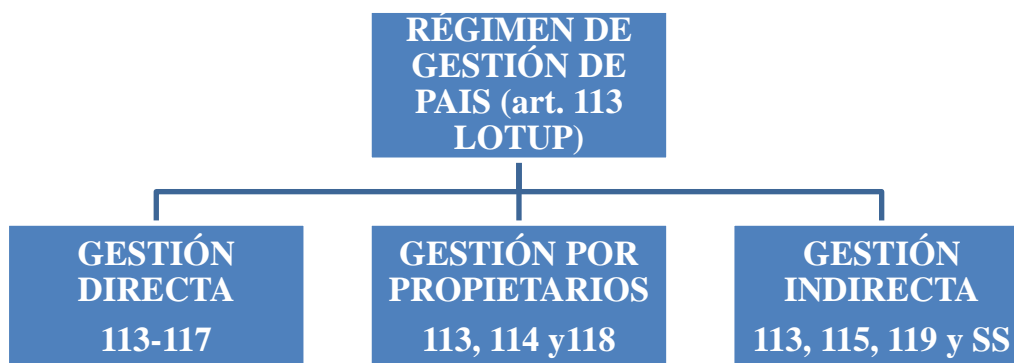 RÉGIMEN DE
GESTIÓN DE
PAIS (art. 113
LOTUP)
GESTIÓN
DIRECTA
113-117
GESTIÓN POR
PROPIETARIOS
113, 114 y118
GESTIÓN
INDIRECTA
113, 115, 119 y SS